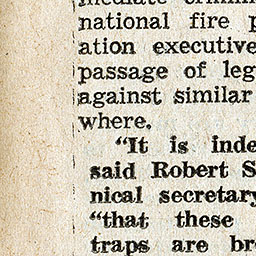 national fire p
ation executive
passage of leg
against similar
where.
"It is inde
said Robert S
nical secretary
"that these
traps are br